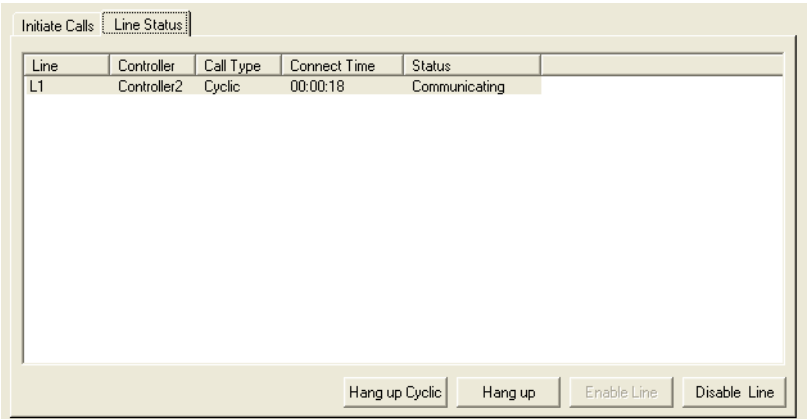 Initiate Calls Line Status
Line Controller Call Type Connect Time Status
L1 Controller2 Cyclic 00:00:18 Communicating
Hang up Cyclic Hang up Enable Line Disable Line